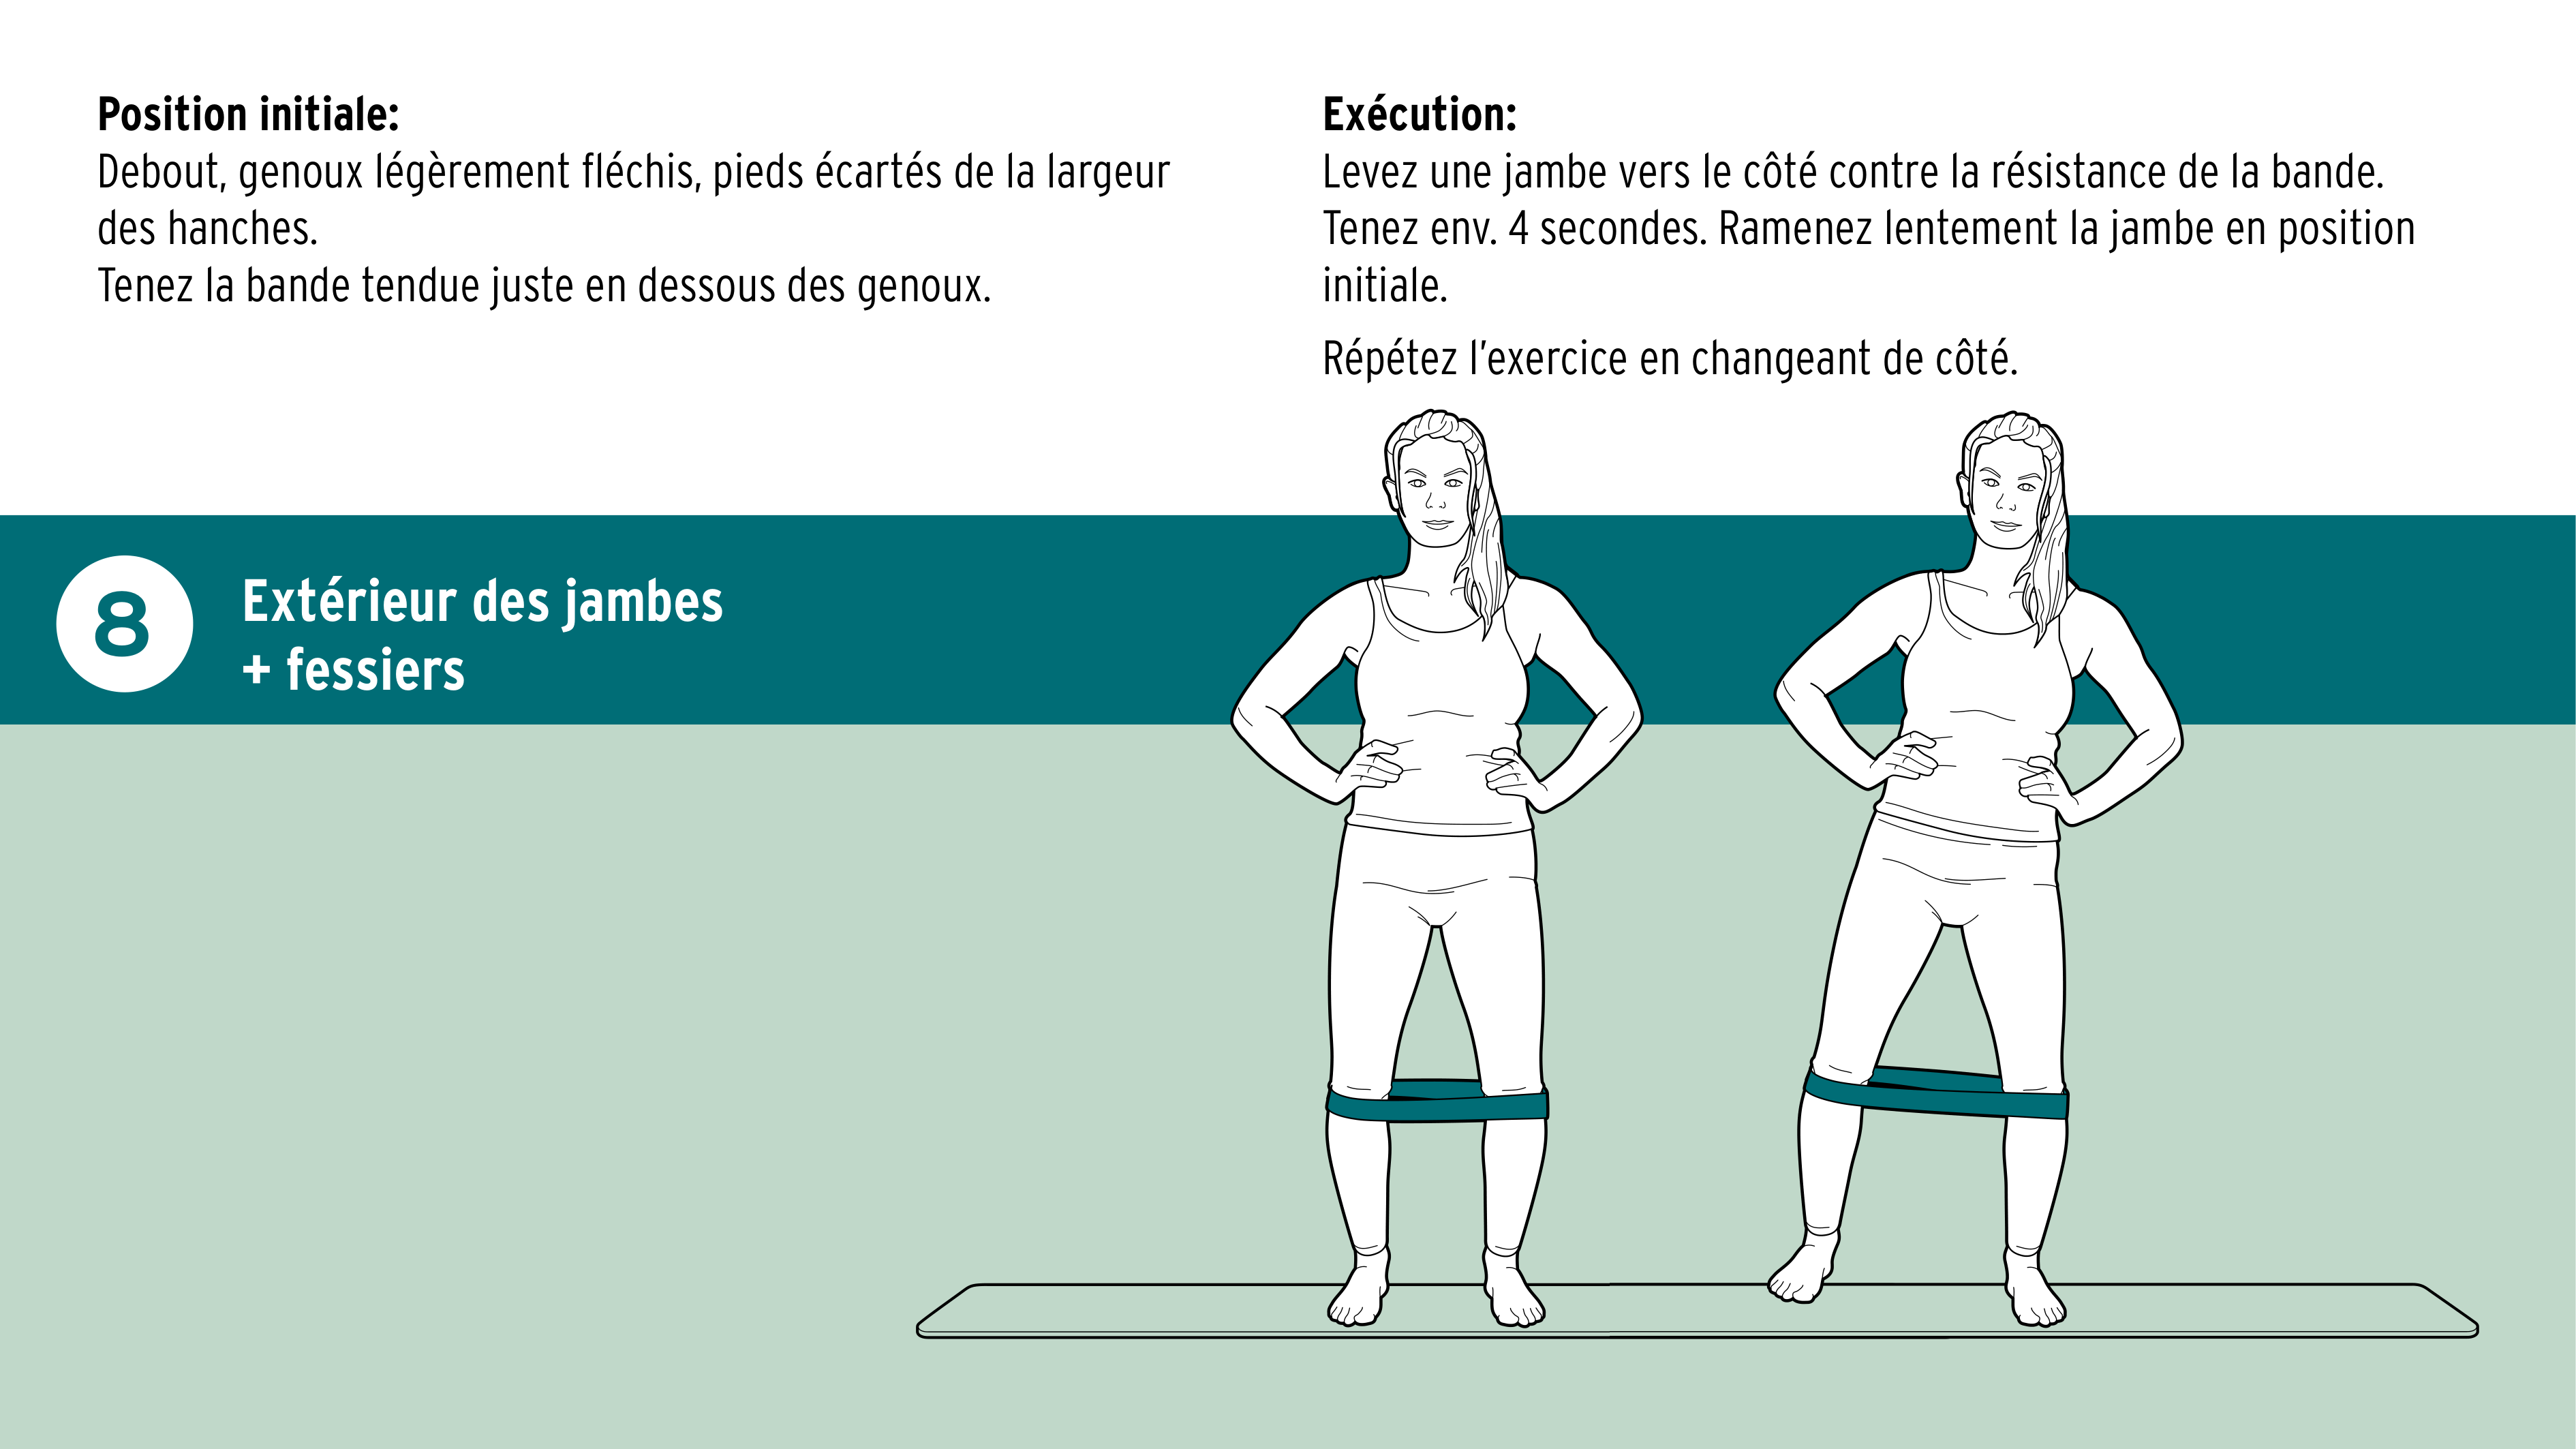 Position initiale:
Debout, genoux légèrement fléchis, pieds écartés de la largeur
des hanches.
Tenez la bande tendue juste en dessous des genoux.
Exécution:
Levez une jambe vers le côté contre la résistance de la bande.
Tenez env. 4 secondes. Ramenez lentement la jambe en position
initiale.
Répétez l’exercice en changeant de côté.
8
Extérieur des jambes
+ fessiers